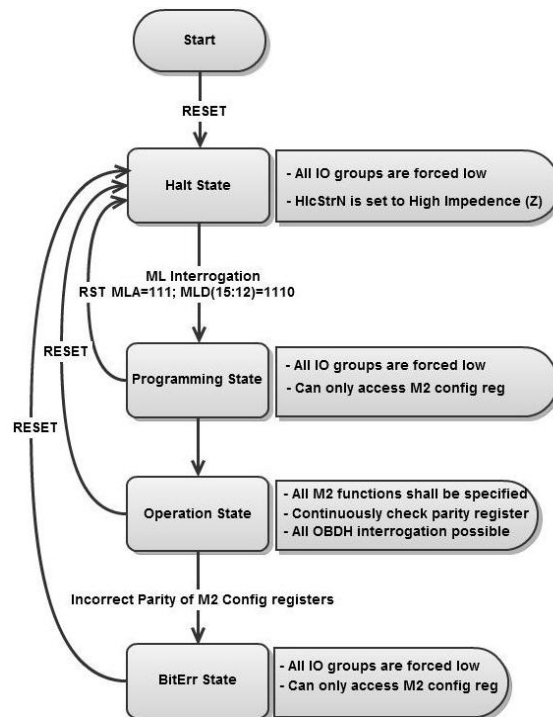 Start
RESET
Halt State
- All IO groups are forced low
- HlcStrN is set to High Impedence (Z)
ML Interrogation
RST MLA=111; MLD(15:12)=1110
RESET
Programming State
- All IO groups are forced low
- Can only access M2 config reg
RESET
Operation State
- All M2 functions shall be specified
- Continuously check parity register
- All OBDH interrogation possible
Incorrect Parity of M2 Config registers
BitErr State
- All IO groups are forced low
- Can only access M2 config reg